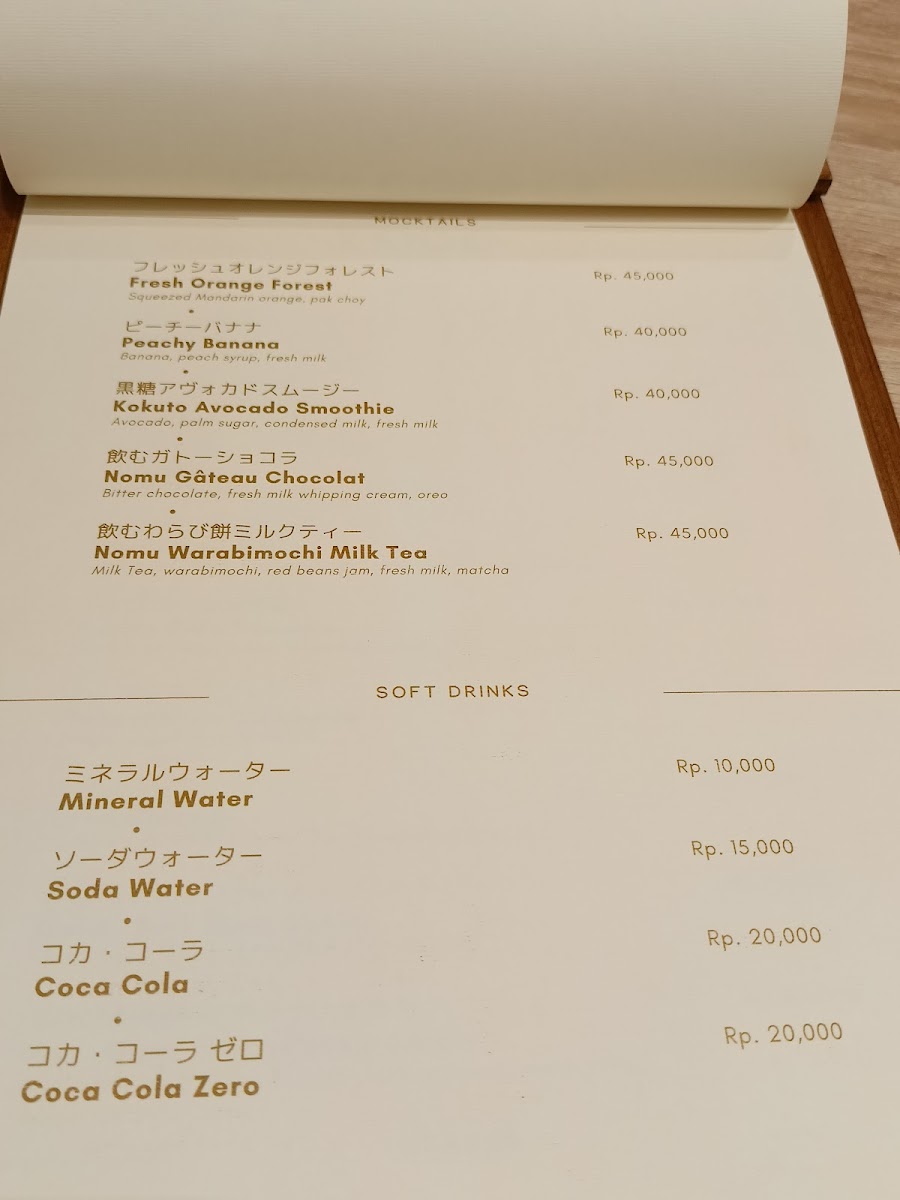 MOCKTAILS
フレッシュオレンジフォレスト
Fresh Orange Forest
Rp. 45,000
Squeezed Mandarin orange, pak choy
ピーチーバナナ
Peachy Banana
Rp. 40,000
Banana, peach syrup, fresh milk
黒糖アヴォカドスムージー
Kokuto Avocado Smoothie
Rp. 40,000
Avocado, palm sugar, condensed milk, fresh milk
飲むガトーショコラ
Nomu Gâteau Chocolat
Rp. 45,000
Bitter chocolate, fresh milk whipping cream, oreo
飲むわらび餅ミルクティー
Nomu Warabimochi Milk Tea
Rp. 45,000
Milk Tea, warabimochi, red beans jam, fresh milk, matcha
SOFT DRINKS
ミネラルウォーター
Mineral Water
Rp. 10,000
ソーダウォーター
Soda Water
Rp. 15,000
コカ・コーラ
Coca Cola
Rp. 20,000
コカ・コーラ ゼロ
Coca Cola Zero
Rp. 20,000